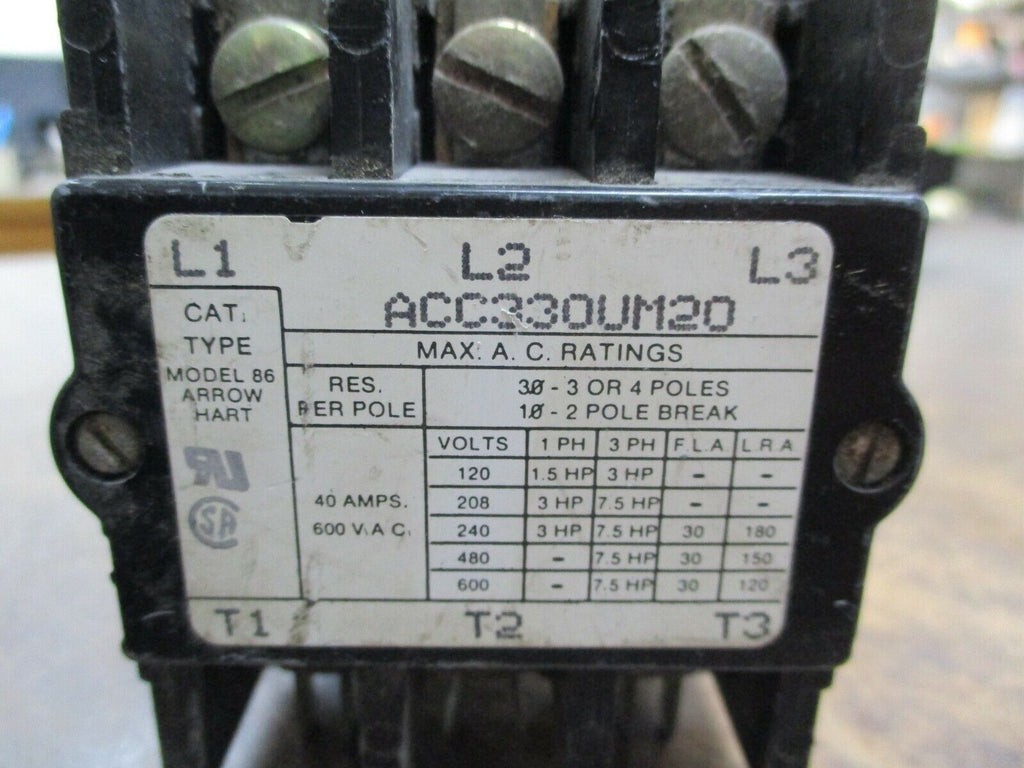 L1 L2 L3
ACC330UM20
CAT.
TYPE
MODEL 86
ARROW
HART
MAX. A. C. RATINGS
RES.
PER POLE
3Ø - 3 OR 4 POLES
1Ø - 2 POLE BREAK
40 AMPS.
600 V.A.C.
VOLTS 1 PH 3 PH F.L.A L.R.A
120 1.5 HP 3 HP - -
208 3 HP 7.5 HP - -
240 3 HP 7.5 HP 30 180
480 - 7.5 HP 30 150
600 - 7.5 HP 30 120
RU
SA
T1 T2 T3